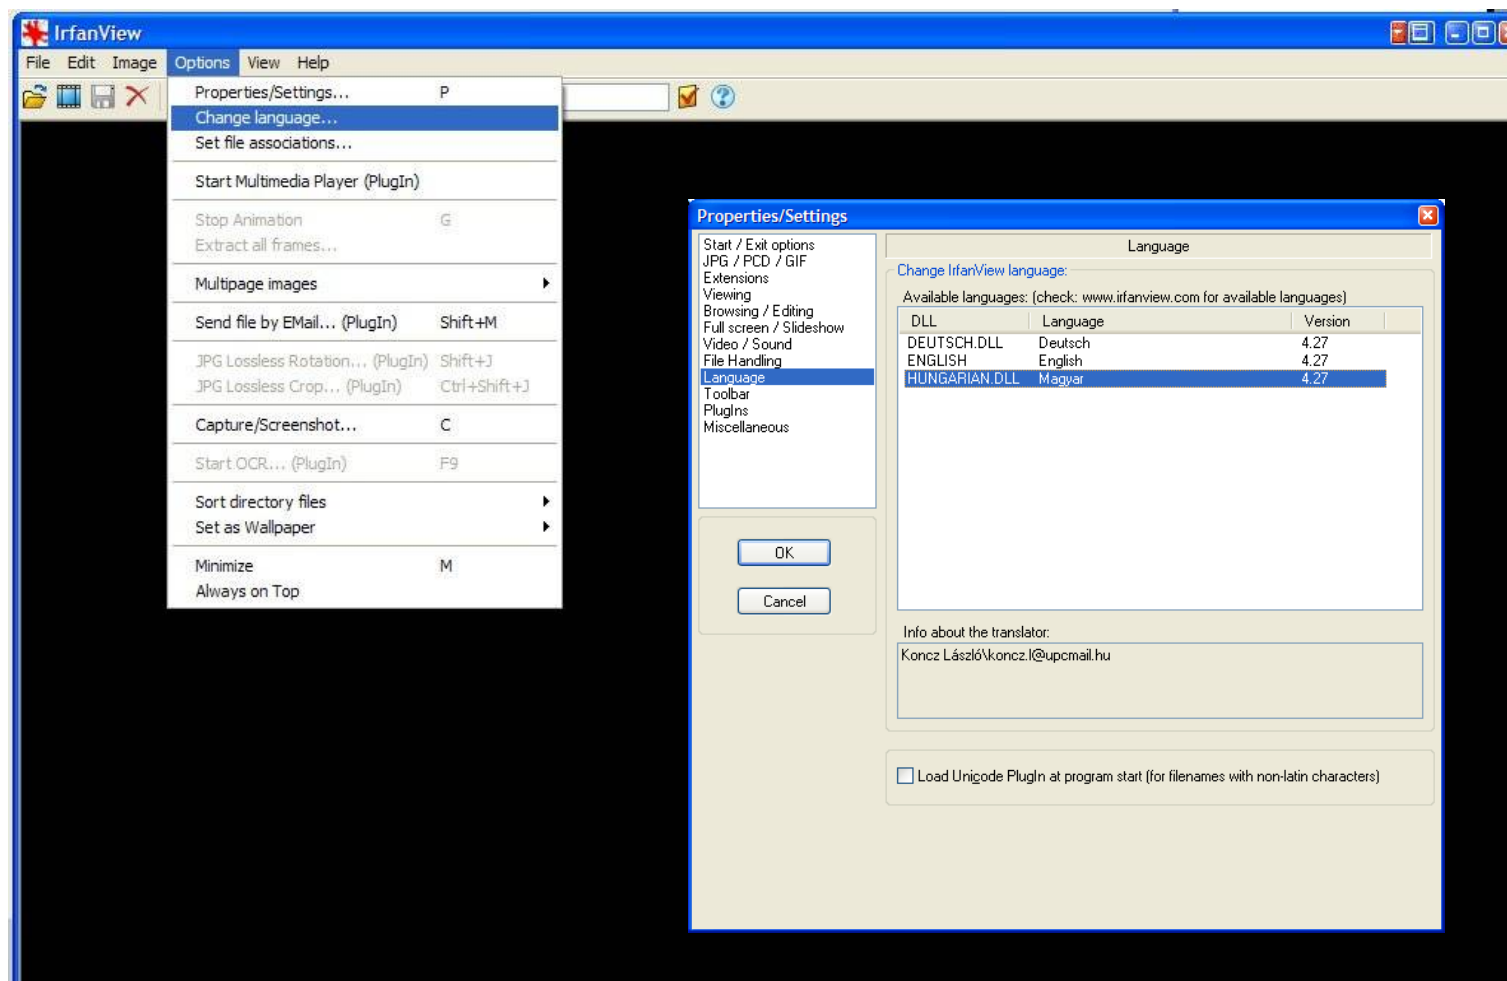 IrfanView
File Edit Image Options View Help
Properties/Settings... P
Change language...
Set file associations...
Start Multimedia Player (PlugIn)
Stop Animation G
Extract all frames...
Multipage images
Send file by EMail... (PlugIn) Shift+M
JPG Lossless Rotation... (PlugIn) Shift+J
JPG Lossless Crop... (PlugIn) Ctrl+Shift+J
Capture/Screenshot... C
Start OCR... (PlugIn) F9
Sort directory files
Set as Wallpaper
Minimize M
Always on Top
Properties/Settings
Start / Exit options
JPG / PCD / GIF
Extensions
Viewing
Browsing / Editing
Full screen / Slideshow
Video / Sound
File Handling
Language
Toolbar
PlugIns
Miscellaneous
OK
Cancel
Language
Change IrfanView language:
Available languages: (check: www.irfanview.com for available languages)
DLL Language Version
DEUTSCH.DLL Deutsch 4.27
ENGLISH English 4.27
HUNGARIAN.DLL Magyar 4.27
Info about the translator:
Koncz László\koncz.l@upcmail.hu
Load Unicode PlugIn at program start (for filenames with non-latin characters)